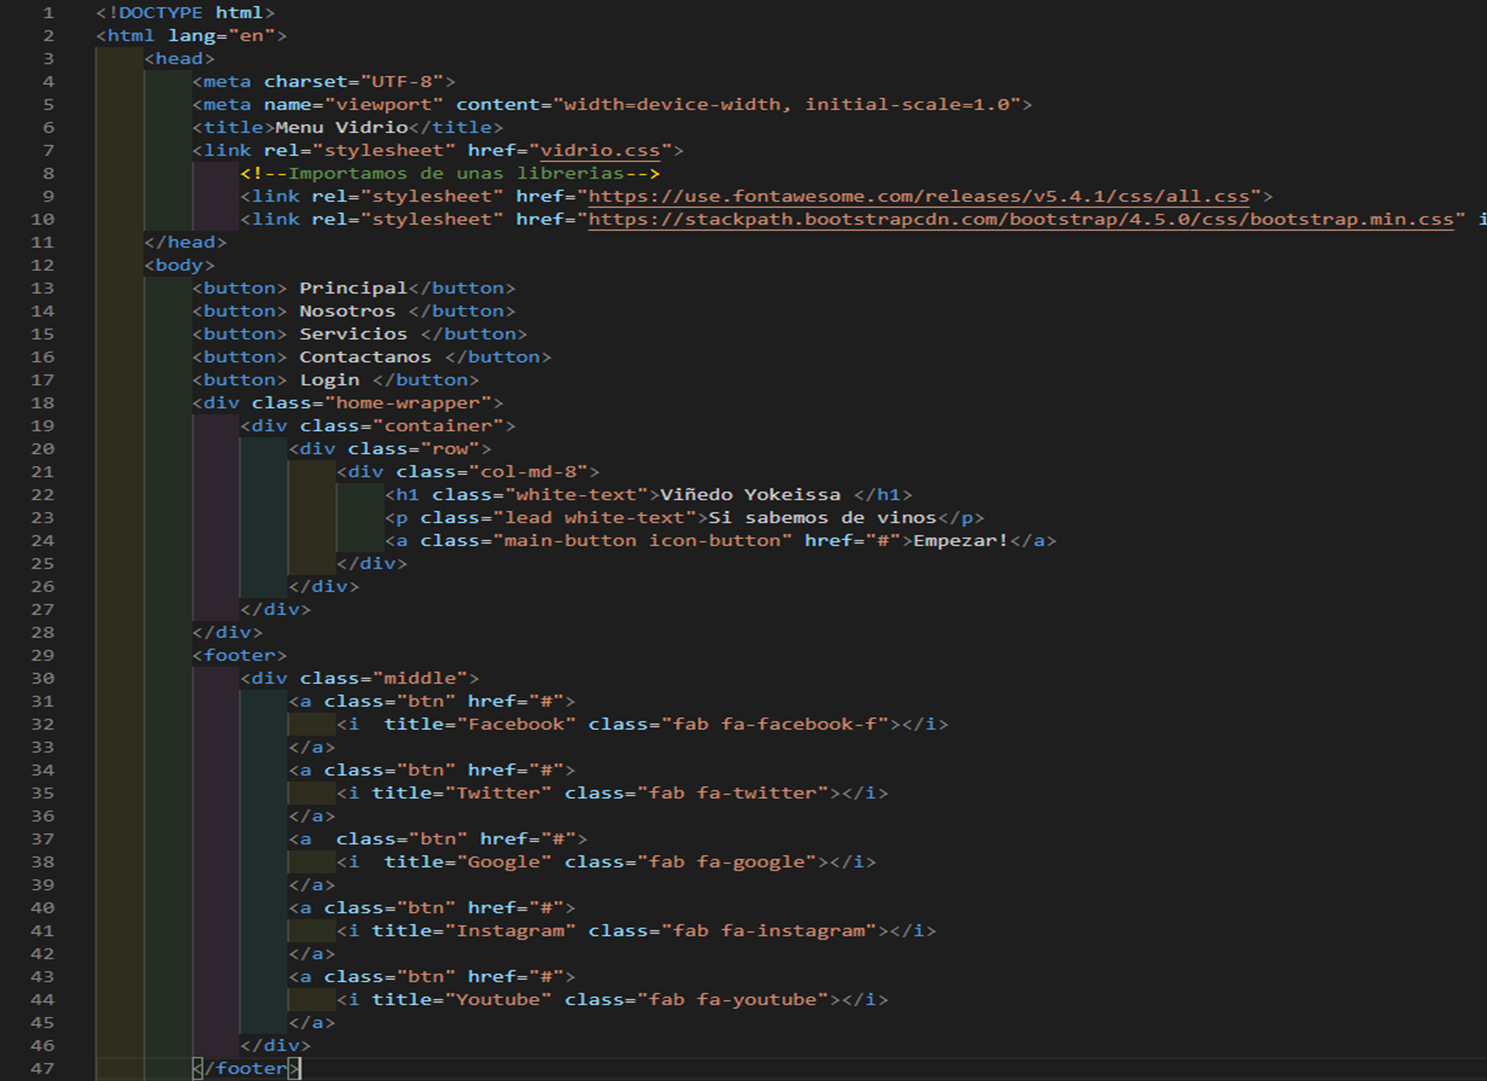 1 <!DOCTYPE html>
2 <html lang="en">
3 <head>
4 <meta charset="UTF-8">
5 <meta name="viewport" content="width=device-width, initial-scale=1.0">
6 <title>Menu Vidrio</title>
7 <link rel="stylesheet" href="vidrio.css">
8 <!--Importamos de unas librerias-->
9 <link rel="stylesheet" href="https://use.fontawesome.com/releases/v5.4.1/css/all.css">
10 <link rel="stylesheet" href="https://stackpath.bootstrapcdn.com/bootstrap/4.5.0/css/bootstrap.min.css" i
11 </head>
12 <body>
13 <button> Principal</button>
14 <button> Nosotros </button>
15 <button> Servicios </button>
16 <button> Contactanos </button>
17 <button> Login </button>
18 <div class="home-wrapper">
19 <div class="container">
20 <div class="row">
21 <div class="col-md-8">
22 <h1 class="white-text">Viñedo Yokeissa </h1>
23 <p class="lead white-text">Si sabemos de vinos</p>
24 <a class="main-button icon-button" href="#">Empezar!</a>
25 </div>
26 </div>
27 </div>
28 </div>
29 <footer>
30 <div class="middle">
31 <a class="btn" href="#">
32 <i  title="Facebook" class="fab fa-facebook-f"></i>
33 </a>
34 <a class="btn" href="#">
35 <i title="Twitter" class="fab fa-twitter"></i>
36 </a>
37 <a  class="btn" href="#">
38 <i  title="Google" class="fab fa-google"></i>
39 </a>
40 <a class="btn" href="#">
41 <i title="Instagram" class="fab fa-instagram"></i>
42 </a>
43 <a class="btn" href="#">
44 <i title="Youtube" class="fab fa-youtube"></i>
45 </a>
46 </div>
47 </footer>